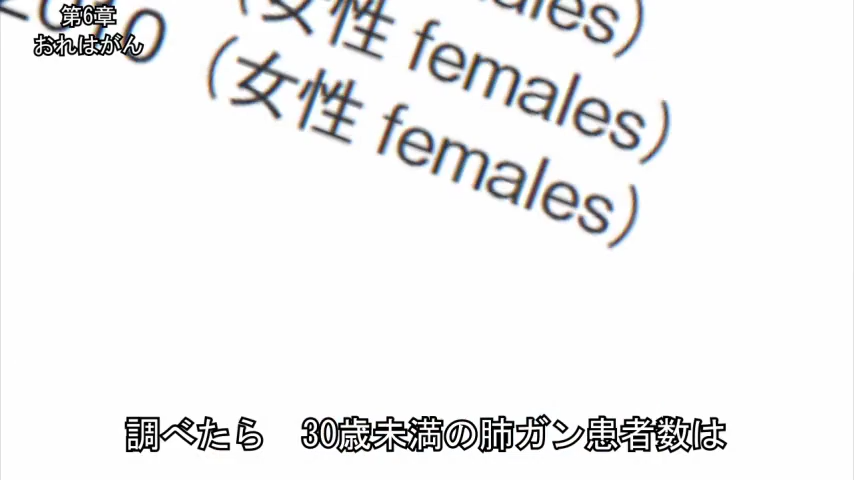 第6章
おれはがん
2010 (女性 females)
(女性 females)
調べたら 30歳未満の肺ガン患者数は